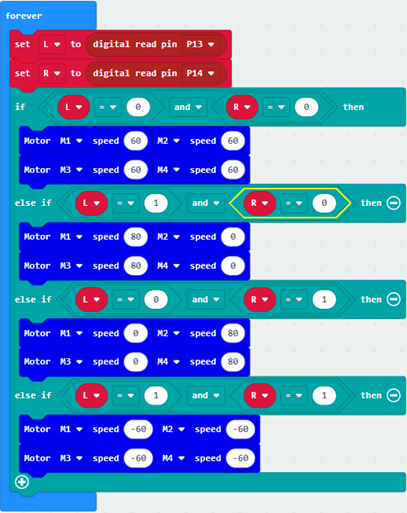 forever
set L to digital read pin P13
set R to digital read pin P14
if L = 0 and R = 0 then
Motor M1 speed 60 M2 speed 60
Motor M3 speed 60 M4 speed 60
else if L = 1 and R = 0 then
Motor M1 speed 80 M2 speed 0
Motor M3 speed 80 M4 speed 0
else if L = 0 and R = 1 then
Motor M1 speed 0 M2 speed 80
Motor M3 speed 0 M4 speed 80
else if L = 1 and R = 1 then
Motor M1 speed -60 M2 speed -60
Motor M3 speed -60 M4 speed -60